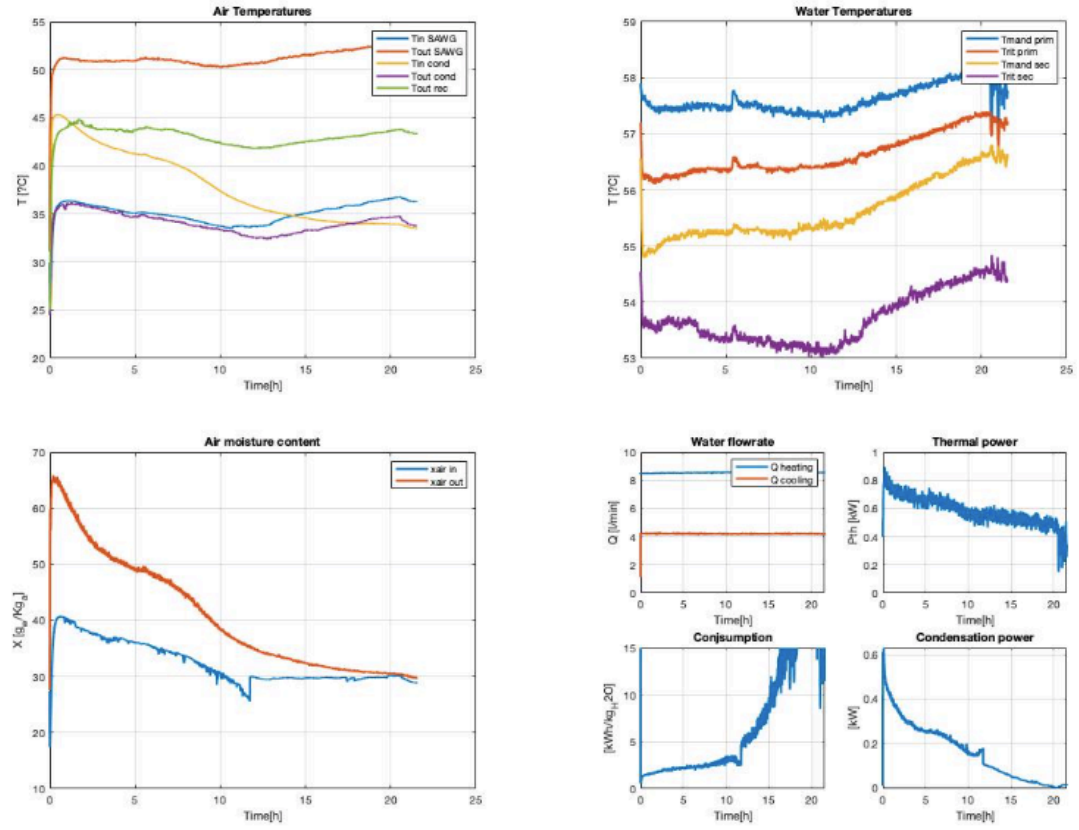 Air Temperatures
55
50
45
40
35
30
25
20
T [?C]
0 5 10 15 20 25
Time[h]
Tin SAWG
Tout SAWG
Tin cond
Tout cond
Tout rec
Water Temperatures
59
58
57
56
55
54
53
T [?C]
0 5 10 15 20 25
Time[h]
Tmand prim
Trit prim
Tmand sec
Trit sec
Air moisture content
70
60
50
40
30
20
10
X [g_w/Kg_a]
0 5 10 15 20 25
Time[h]
xair in
xair out
Water flowrate
10
8
6
4
2
0
Q [l/min]
0 5 10 15 20
Time[h]
Q heating
Q cooling
Thermal power
1
0.8
0.6
0.4
0.2
0
Pth [kW]
0 5 10 15 20
Time[h]
Conjsumption
15
10
5
0
[kWh/kg_H2O]
0 5 10 15 20
Time[h]
Condensation power
0.6
0.4
0.2
0
[kW]
0 5 10 15 20
Time[h]